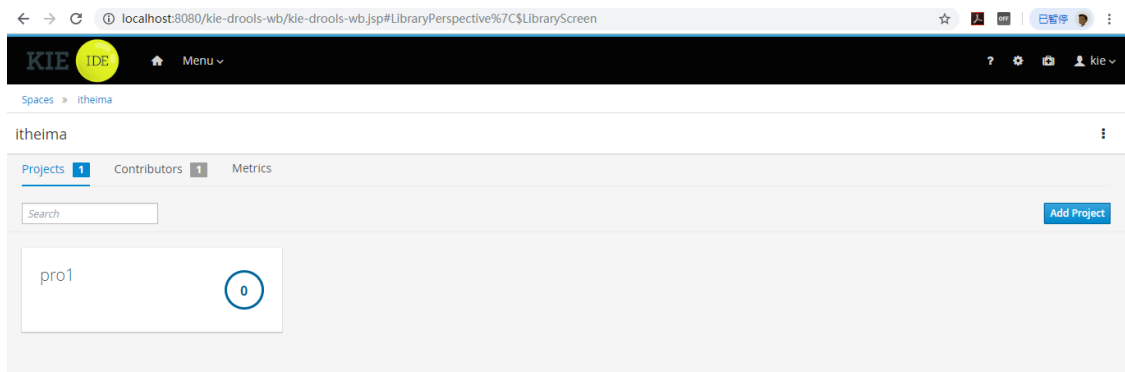 localhost:8080/kie-drools-wb/kie-drools-wb.jsp#LibraryPerspective%7C$LibraryScreen OFF 已暂停
KIE IDE Menu ? kie
Spaces » itheima
itheima
Projects 1 Contributors 1 Metrics
Search Add Project
pro1 0